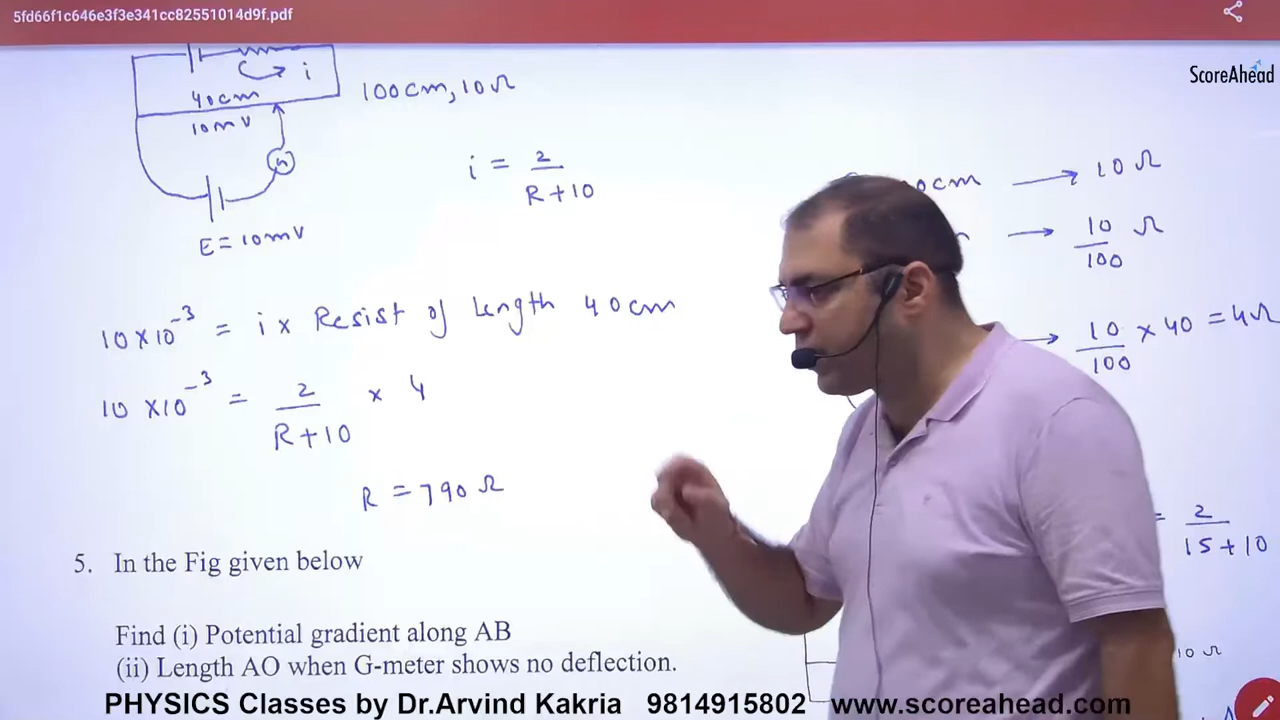 5fd66f1c646e3f3e341cc82551014d9f.pdf
ScoreAhead
i
40cm
10mV
100cm, 10Ω
G
E = 10mV
i = 2 / R + 10
10 Ω
10 / 100 Ω
10 × 10⁻³ = i × Resist of length 40cm
10 / 100 × 40 = 4Ω
10 × 10⁻³ = 2 / R + 10 × 4
R = 790 Ω
= 2 / 15 + 10
5. In the Fig given below
Find (i) Potential gradient along AB
(ii) Length AO when G-meter shows no deflection.
10 Ω
PHYSICS Classes by Dr.Arvind Kakria 9814915802 www.scoreahead.com